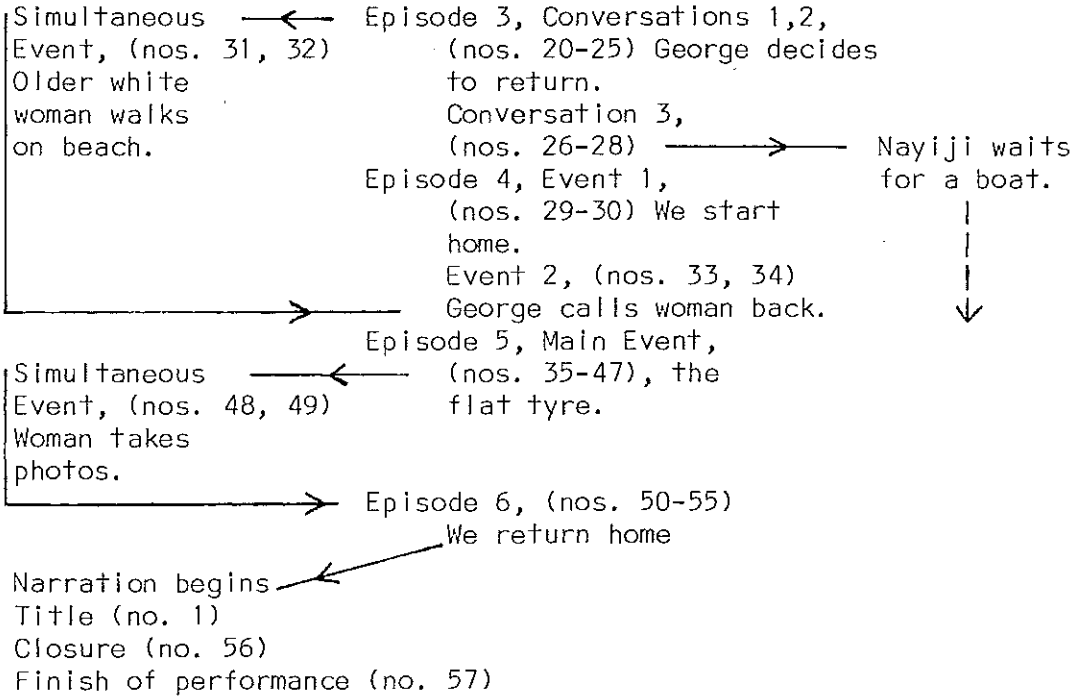 Simultaneous
Event, (nos. 31, 32)
Older white
woman walks
on beach.
Episode 3, Conversations 1,2,
(nos. 20-25) George decides
to return.
Conversation 3,
(nos. 26-28)
Nayiji waits
for a boat.
Episode 4, Event 1,
(nos. 29-30) We start
home.
Event 2, (nos. 33, 34)
George calls woman back.
Episode 5, Main Event,
(nos. 35-47), the
flat tyre.
Simultaneous
Event, (nos. 48, 49)
Woman takes
photos.
Episode 6, (nos. 50-55)
We return home
Narration begins
Title (no. 1)
Closure (no. 56)
Finish of performance (no. 57)